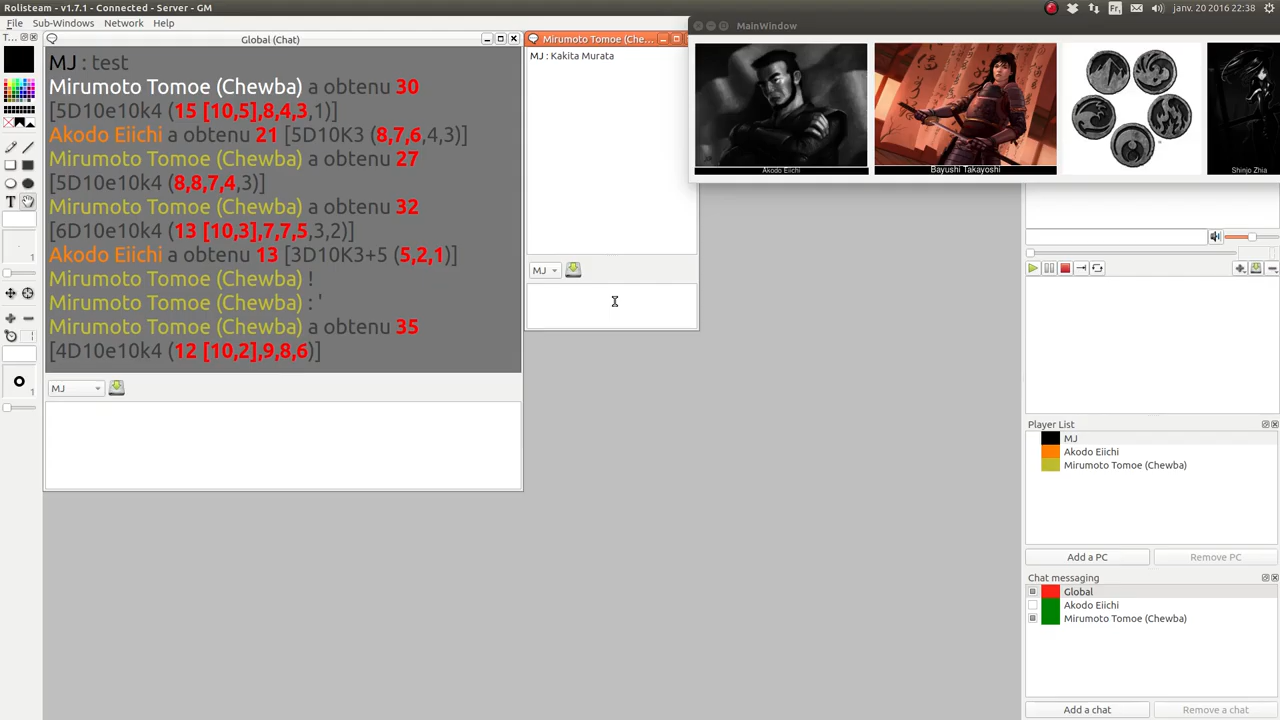 Rolisteam - v1.7.1 - Connected - Server - GM
Fr
janv. 20 2016 22:38
File Sub-Windows Network Help
T...
Global (Chat)
MJ : test
Mirumoto Tomoe (Chewba) a obtenu 30
[5D10e10k4 (15 [10,5],8,4,3,1)]
Akodo Eiichi a obtenu 21 [5D10K3 (8,7,6,4,3)]
Mirumoto Tomoe (Chewba) a obtenu 27
[5D10e10k4 (8,8,7,4,3)]
Mirumoto Tomoe (Chewba) a obtenu 32
[6D10e10k4 (13 [10,3],7,7,5,3,2)]
Akodo Eiichi a obtenu 13 [3D10K3+5 (5,2,1)]
Mirumoto Tomoe (Chewba) !
Mirumoto Tomoe (Chewba) : '
Mirumoto Tomoe (Chewba) a obtenu 35
[4D10e10k4 (12 [10,2],9,8,6)]
MJ
T
1
1
1
Mirumoto Tomoe (Che...
MJ : Kakita Murata
MJ
MainWindow
Akodo Eiichi
Bayushi Takayoshi
Shinjo Zhia
Player List
MJ
Akodo Eiichi
Mirumoto Tomoe (Chewba)
Add a PC
Remove PC
Chat messaging
Global
Akodo Eiichi
Mirumoto Tomoe (Chewba)
Add a chat
Remove a chat